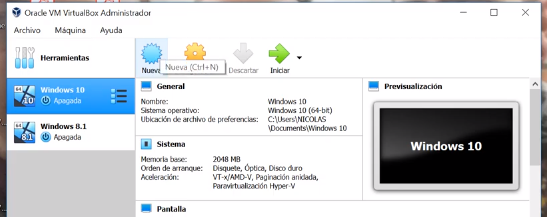 Oracle VM VirtualBox Administrador
Archivo Máquina Ayuda
Herramientas
Nueva Descartar Iniciar
Nueva (Ctrl+N)
Windows 10
Apagada
Windows 8.1
Apagada
General
Nombre: Windows 10
Sistema operativo: Windows 10 (64-bit)
Ubicación de archivo de preferencias: C:\Users\NICOLAS
\Documents\Windows 10
Sistema
Memoria base: 2048 MB
Orden de arranque: Disquete, Óptica, Disco duro
Aceleración: VT-x/AMD-V, Paginación anidada,
Paravirtualización Hyper-V
Pantalla
Previsualización
Windows 10